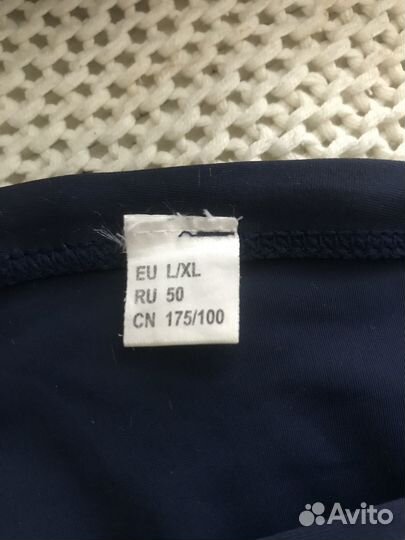 EU L/XL
RU 50
CN 175/100
Avito